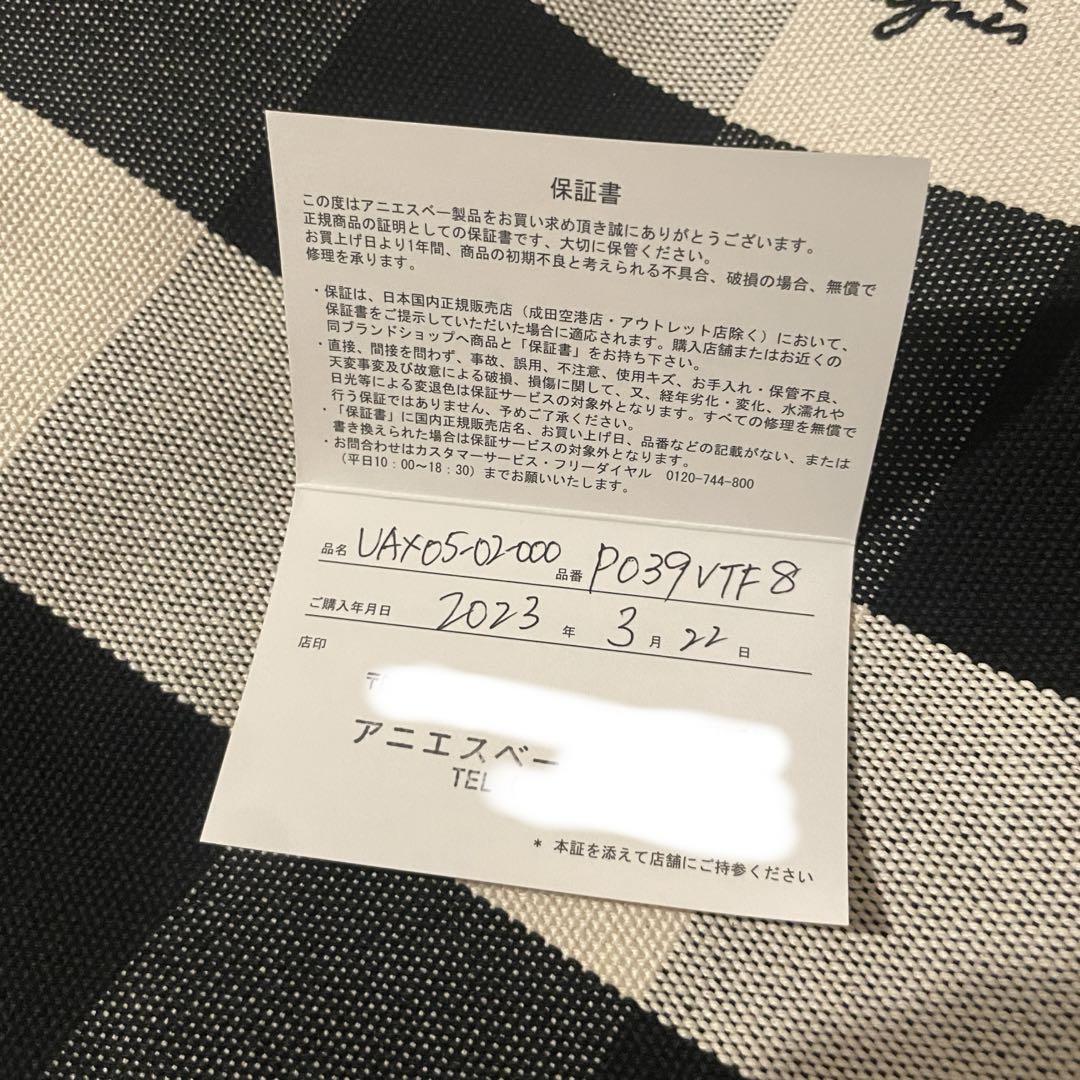 agnès
保証書
この度はアニエスベー製品をお買い求め頂き誠にありがとうございます。
正規商品の証明としての保証書です、大切に保管ください。
お買上げ日より1年間、商品の初期不良と考えられる不具合、破損の場合、無償で
修理を承ります。
・保証は、日本国内正規販売店（成田空港店・アウトレット店除く）において、
保証書をご提示していただいた場合に適応されます。購入店舗またはお近くの
同ブランドショップへ商品と「保証書」をお持ち下さい。
・直接、間接を問わず、事故、誤用、不注意、使用キズ、お手入れ・保管不良、
天変事変及び故意による破損、損傷に関して、又、経年劣化・変化、水濡れや
日光等による変退色は保証サービスの対象外となります。すべての修理を無償で
行う保証ではありません、予めご了承ください。
・「保証書」に国内正規販売店名、お買い上げ日、品番などの記載がない、または
書き換えられた場合は保証サービスの対象外となります。
・お問合わせはカスタマーサービス・フリーダイヤル 0120-744-800
（平日10：00〜18：30）までお願いいたします。
品名 UAX05-02-000 品番 P039VTF8
ご購入年月日 2023 年 3 月 22 日
店印
〒
アニエスベー
TEL
* 本証を添えて店舗にご持参ください